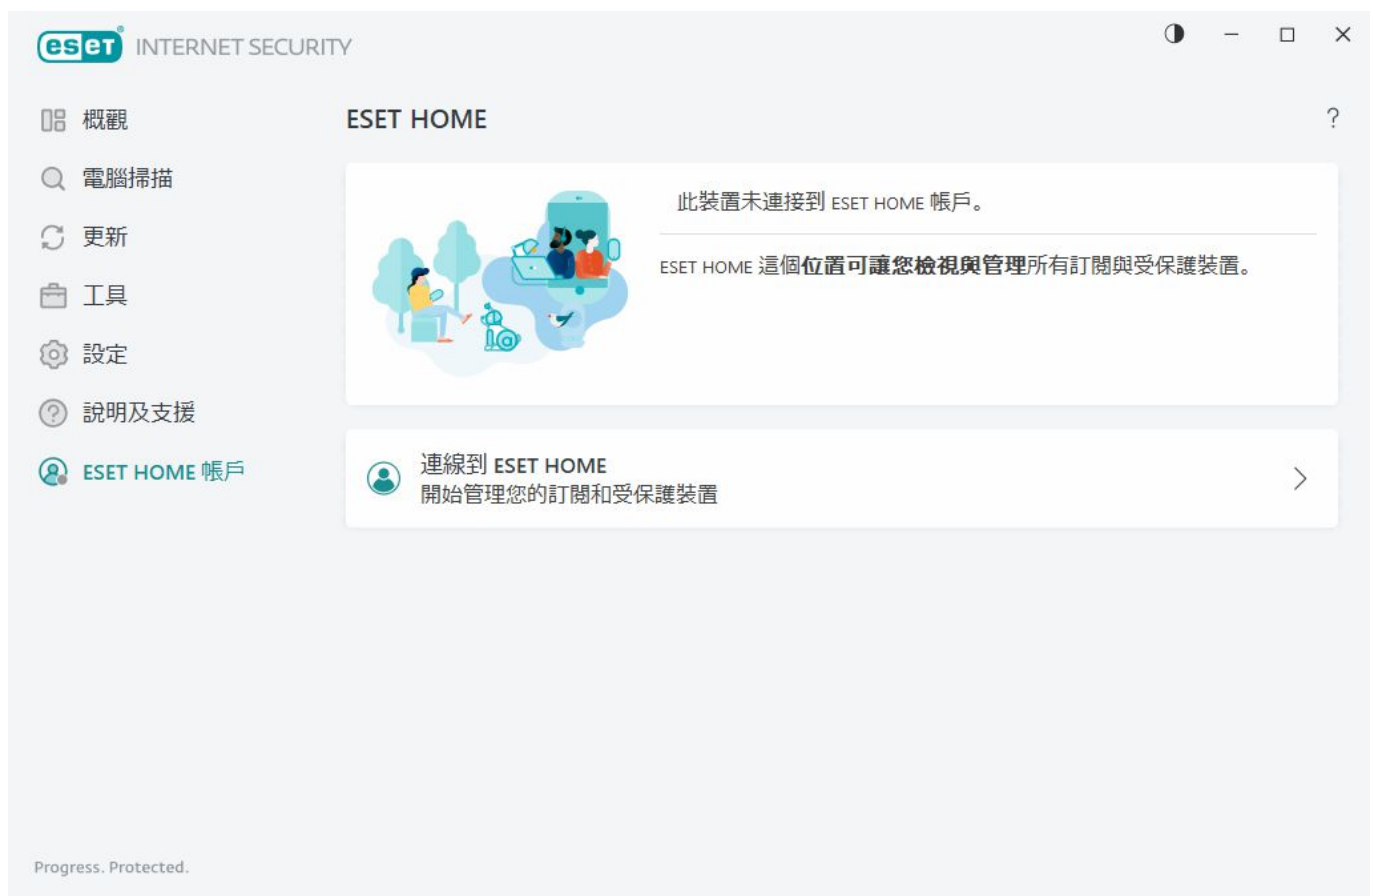 eset® INTERNET SECURITY
概觀
電腦掃描
更新
工具
設定
說明及支援
ESET HOME 帳戶
ESET HOME
?
此裝置未連接到 ESET HOME 帳戶。
ESET HOME 這個位置可讓您檢視與管理所有訂閱與受保護裝置。
連線到 ESET HOME
開始管理您的訂閱和受保護裝置
Progress. Protected.